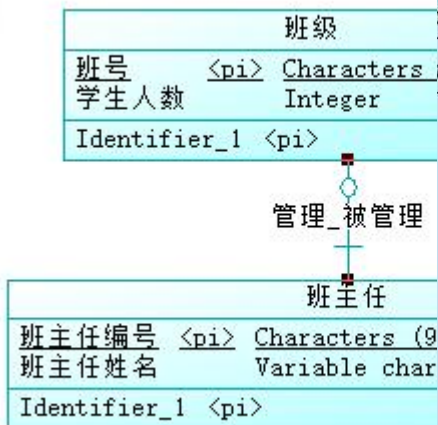 班级
班号 <pi> Characters
学生人数 Integer
Identifier_1 <pi>
管理_被管理
班主任
班主任编号 <pi> Characters (9
班主任姓名 Variable char
Identifier_1 <pi>